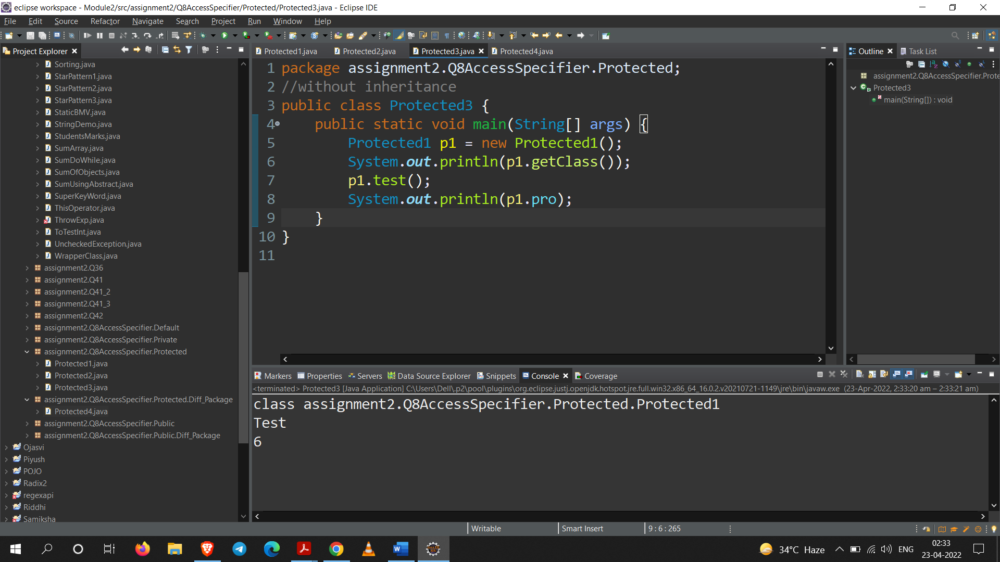 eclipse workspace - Module2/src/assignment2/Q8AccessSpecifier/Protected/Protected3.java - Eclipse IDE
File Edit Source Refactor Navigate Search Project Run Window Help
Project Explorer
Sorting.java
StarPattern1.java
StarPattern2.java
StarPattern3.java
StaticBMV.java
StringDemo.java
StudentsMarks.java
SumArray.java
SumDoWhile.java
SumOfObjects.java
SumUsingAbstract.java
SuperKeyWord.java
ThisOperator.java
ThrowExp.java
ToTestInt.java
UncheckedException.java
WrapperClass.java
assignment2.Q36
assignment2.Q41
assignment2.Q41_2
assignment2.Q41_3
assignment2.Q42
assignment2.Q8AccessSpecifier.Default
assignment2.Q8AccessSpecifier.Private
assignment2.Q8AccessSpecifier.Protected
Protected1.java
Protected2.java
Protected3.java
assignment2.Q8AccessSpecifier.Protected.Diff_Package
Protected4.java
assignment2.Q8AccessSpecifier.Public
assignment2.Q8AccessSpecifier.Public.Diff_Package
Ojasvi
Piyush
POJO
Radix2
regexapi
Riddhi
Samiksha
Protected1.java Protected2.java Protected3.java Protected4.java
1 package assignment2.Q8AccessSpecifier.Protected;
2 //without inheritance
3 public class Protected3 {
4 public static void main(String[] args) {
5 Protected1 p1 = new Protected1();
6 System.out.println(p1.getClass());
7 p1.test();
8 System.out.println(p1.pro);
9 }
10 }
11
Outline Task List
assignment2.Q8AccessSpecifier.Prote
Protected3
main(String[]) : void
Markers Properties Servers Data Source Explorer Snippets Console Coverage
<terminated> Protected3 [Java Application] C:\Users\Dell\.p2\pool\plugins\org.eclipse.justj.openjdk.hotspot.jre.full.win32.x86_64_16.0.2.v20210721-1149\jre\bin\javaw.exe (23-Apr-2022, 2:33:20 am – 2:33:21 am)
class assignment2.Q8AccessSpecifier.Protected.Protected1
Test
6
Writable Smart Insert 9 : 6 : 265
34°C Haze ENG 02:33
23-04-2022